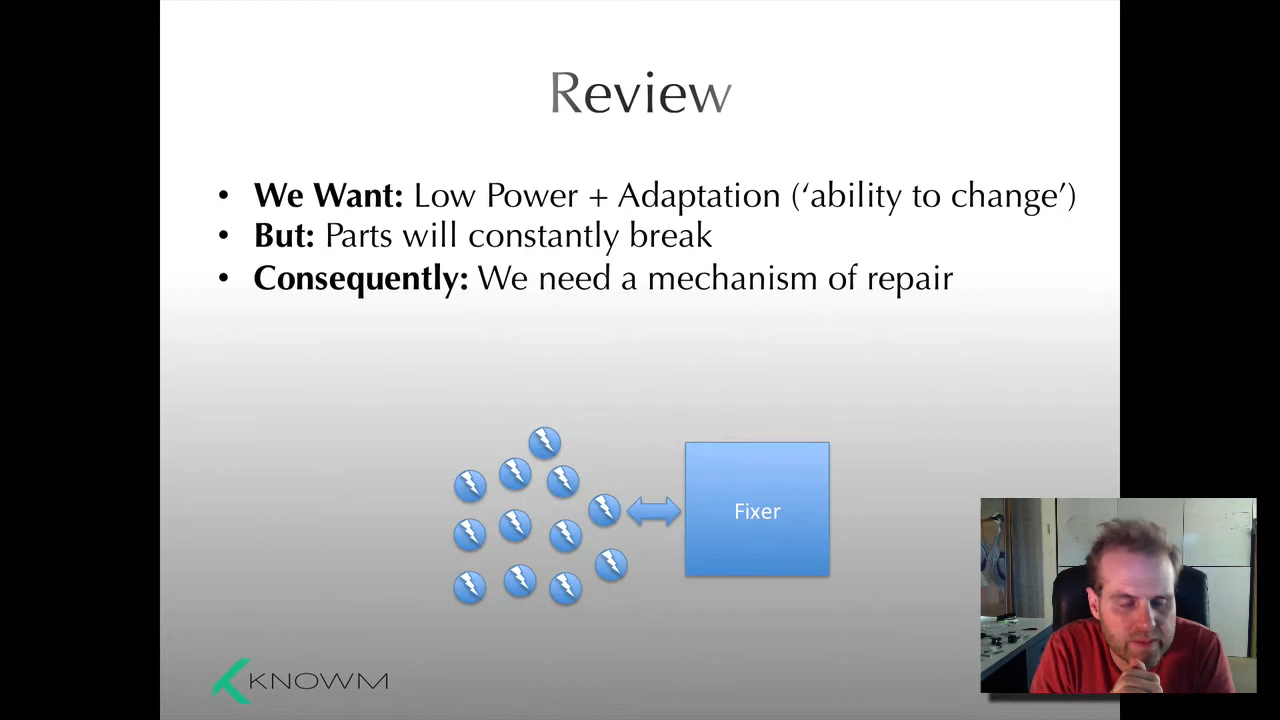 Review
• We Want: Low Power + Adaptation (‘ability to change’)
• But: Parts will constantly break
• Consequently: We need a mechanism of repair
Fixer
KNOWM